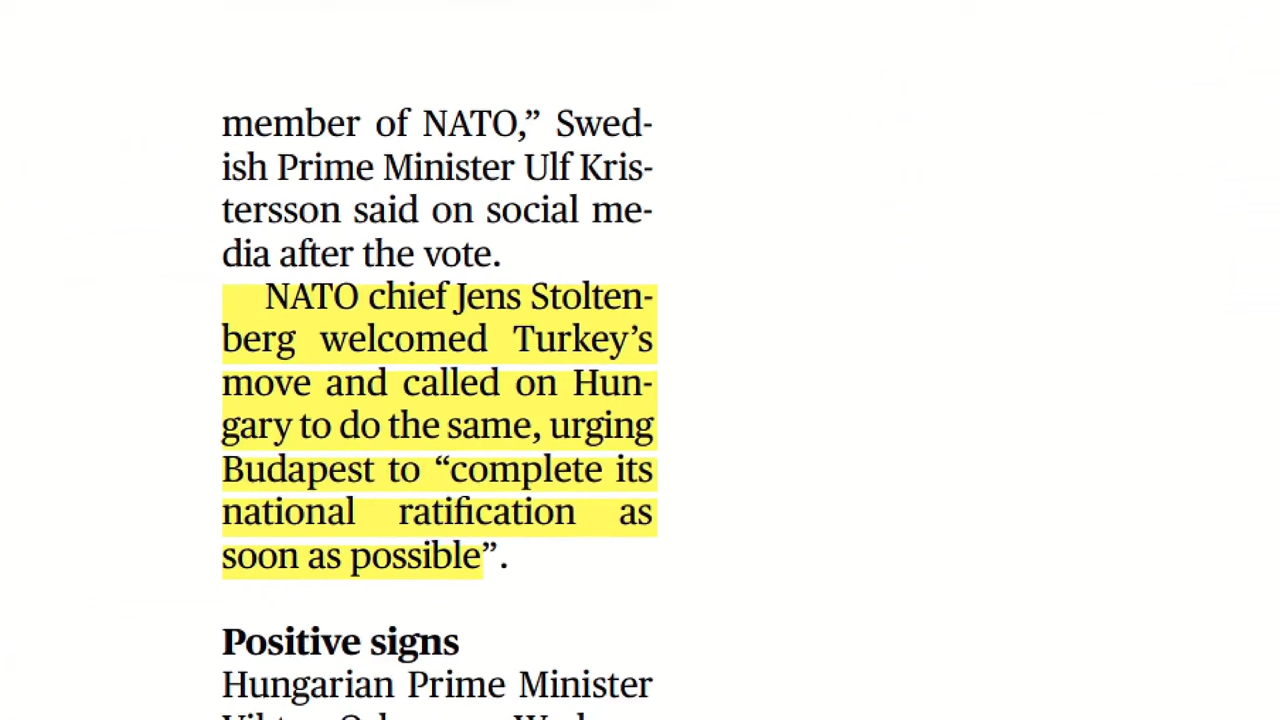 member of NATO,” Swed-
ish Prime Minister Ulf Kris-
tersson said on social me-
dia after the vote.
NATO chief Jens Stolten-
berg welcomed Turkey’s
move and called on Hun-
gary to do the same, urging
Budapest to “complete its
national ratification as
soon as possible”.
Positive signs
Hungarian Prime Minister